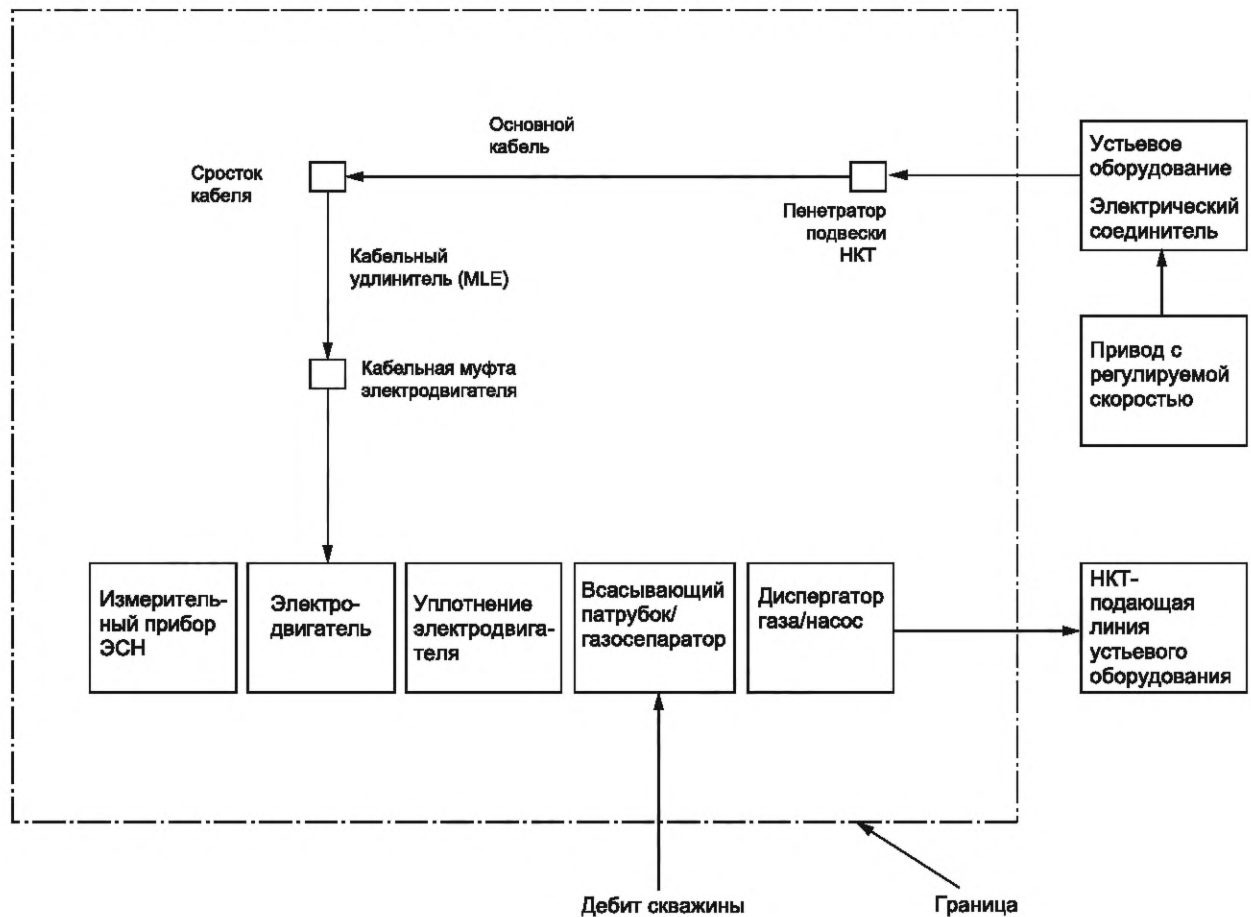 Основной
кабель
Сросток
кабеля
Пенетратор
подвески
НКТ
Устьевое
оборудование
Электрический
соединитель
Кабельный
удлинитель (MLE)
Кабельная муфта
электродвигателя
Привод с
регулируемой
скоростью
Измеритель-
ный прибор
ЭСН
Электро-
двигатель
Уплотнение
электродвига-
теля
Всасывающий
патрубок/
газосепаратор
Диспергатор
газа/насос
НКТ-
подающая
линия
устьевого
оборудования
Дебит скважины
Граница